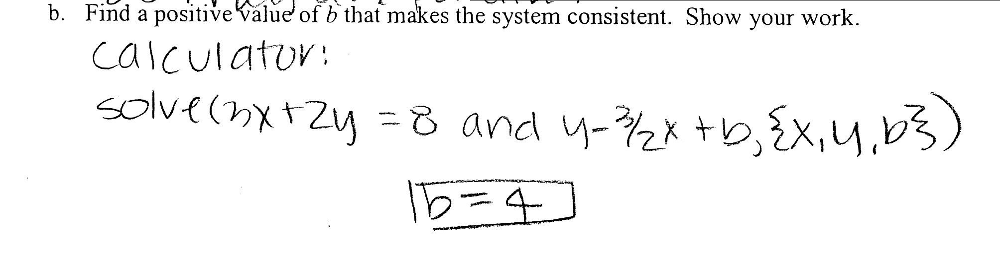 b. Find a positive value of b that makes the system consistent. Show your work.
calculator:
solve(3x+2y = 8 and y-3/2x +b, {x, y, b})
b=4